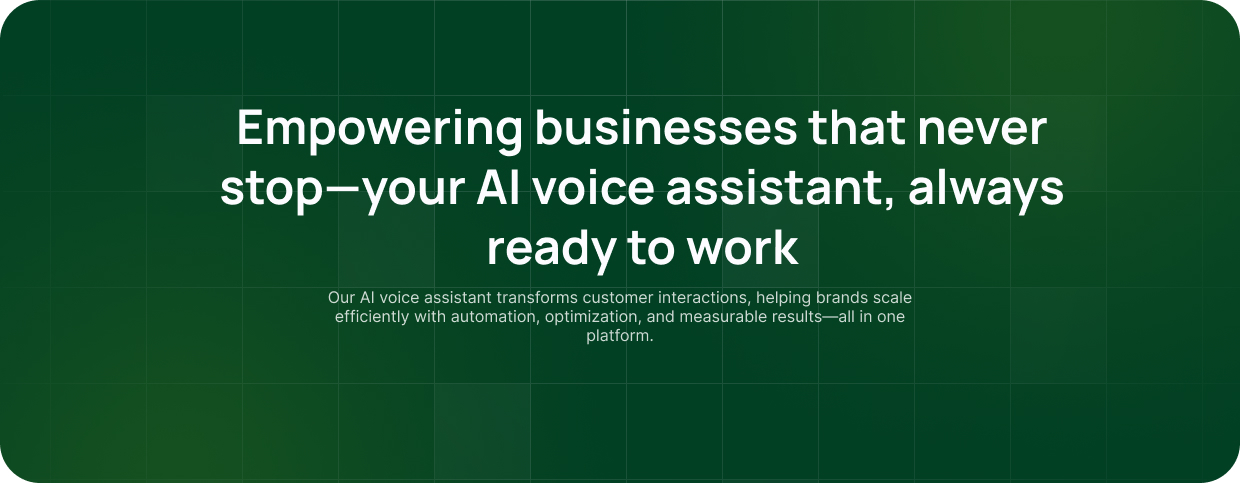 Empowering businesses that never
stop—your AI voice assistant, always
ready to work
Our AI voice assistant transforms customer interactions, helping brands scale
efficiently with automation, optimization, and measurable results—all in one
platform.